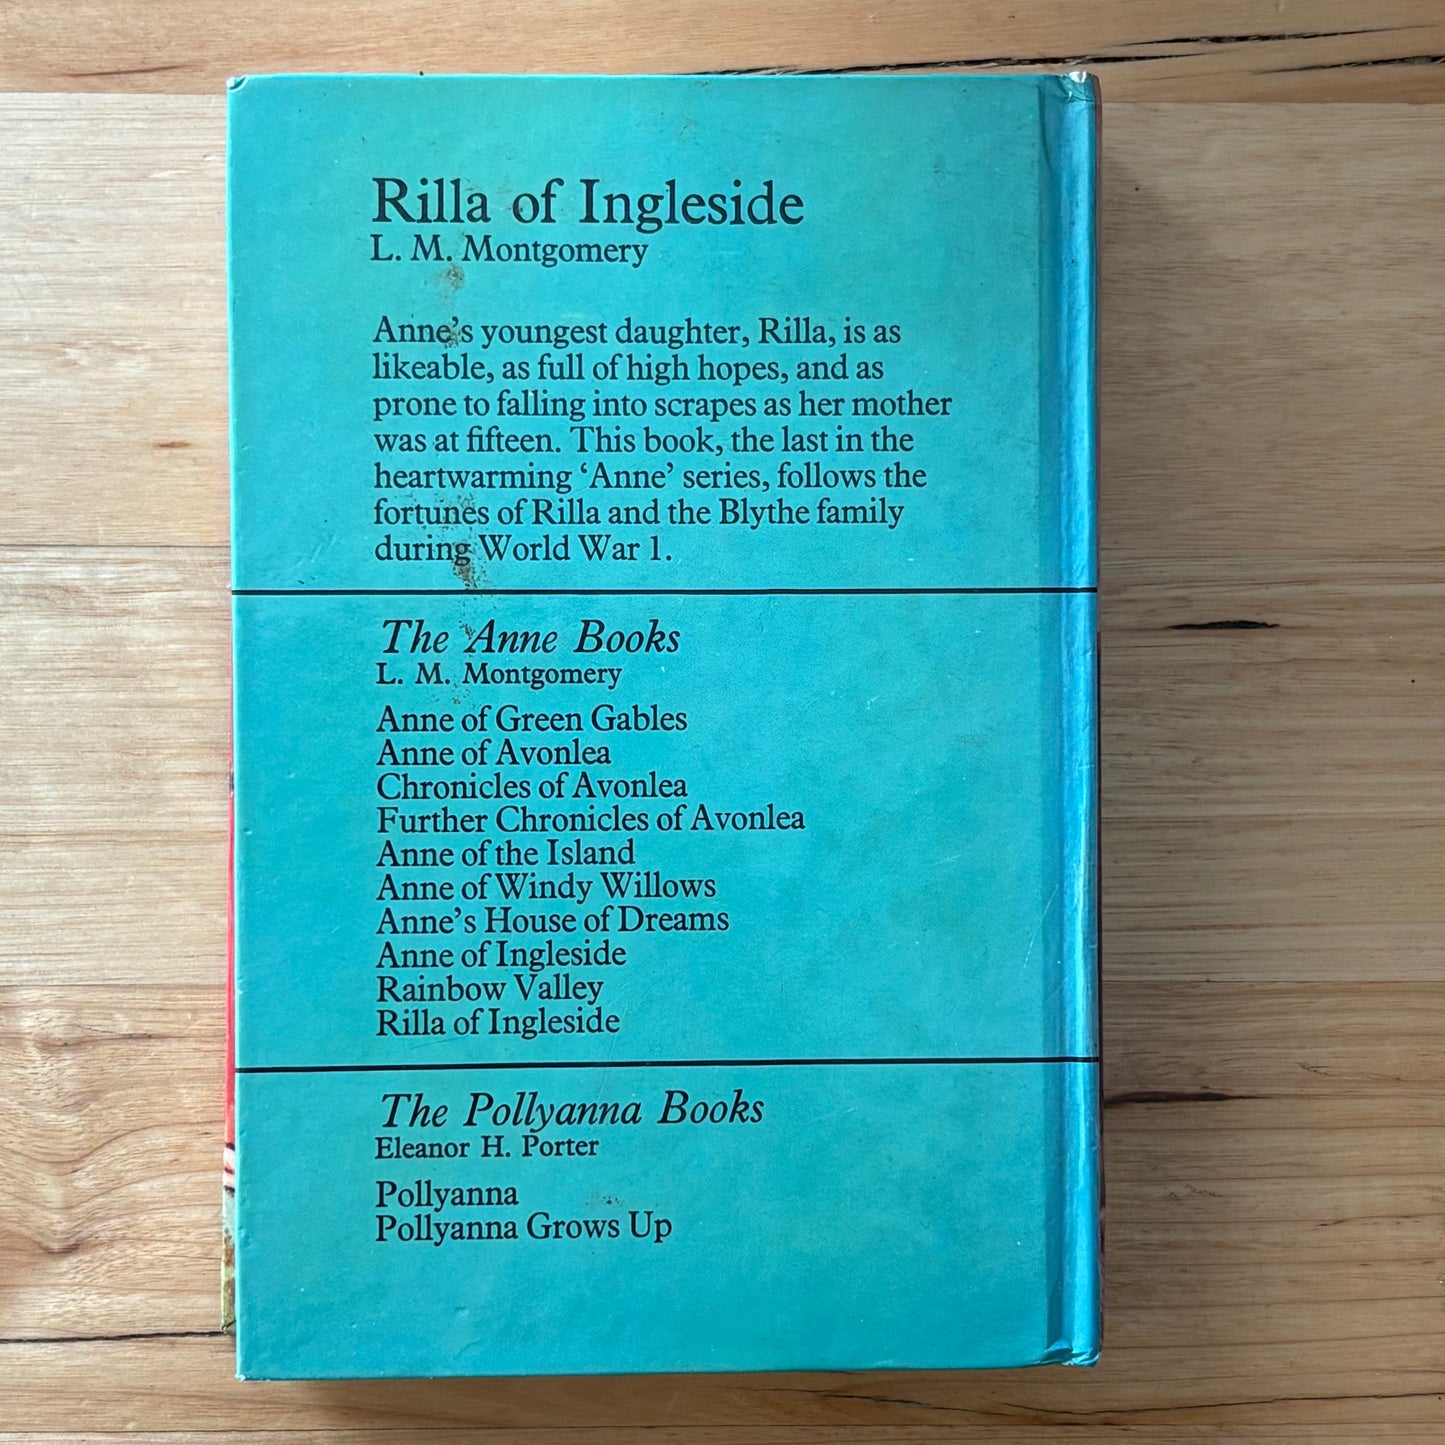 Rilla of Ingleside
L. M. Montgomery
Anne's youngest daughter, Rilla, is as
likeable, as full of high hopes, and as
prone to falling into scrapes as her mother
was at fifteen. This book, the last in the
heartwarming ‘Anne’ series, follows the
fortunes of Rilla and the Blythe family
during World War 1.
The Anne Books
L. M. Montgomery
Anne of Green Gables
Anne of Avonlea
Chronicles of Avonlea
Further Chronicles of Avonlea
Anne of the Island
Anne of Windy Willows
Anne's House of Dreams
Anne of Ingleside
Rainbow Valley
Rilla of Ingleside
The Pollyanna Books
Eleanor H. Porter
Pollyanna
Pollyanna Grows Up